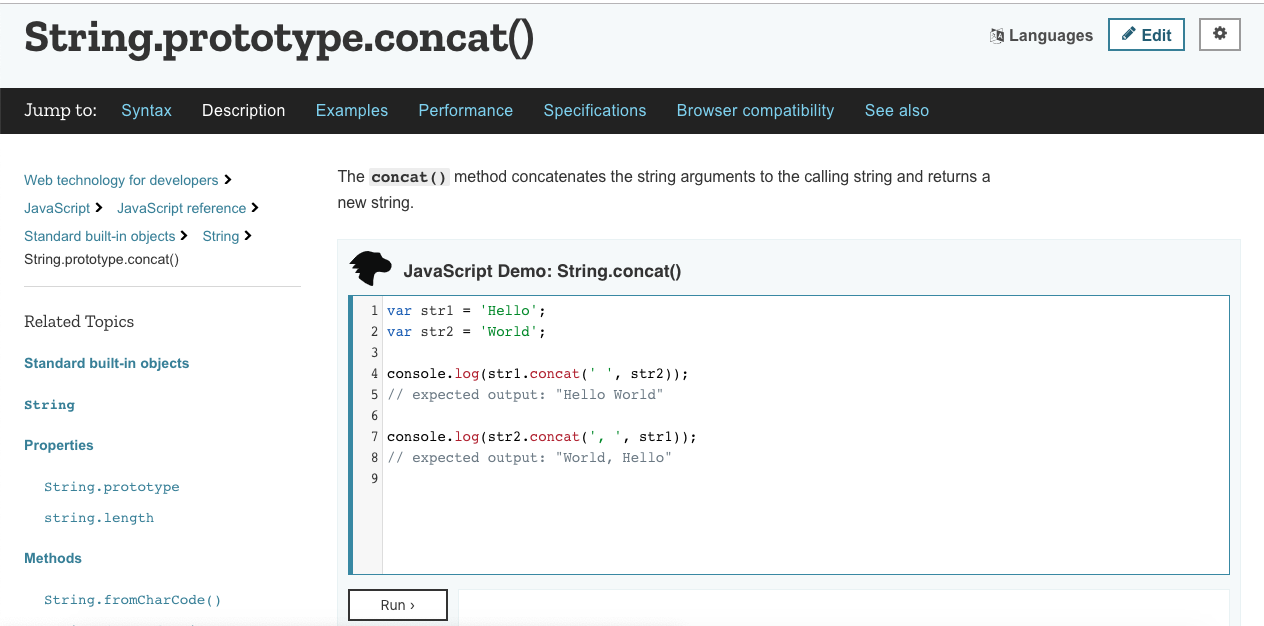 String.prototype.concat()
Languages
Edit
Jump to: Syntax Description Examples Performance Specifications Browser compatibility See also
Web technology for developers
JavaScript JavaScript reference
Standard built-in objects String
String.prototype.concat()
Related Topics
Standard built-in objects
String
Properties
String.prototype
string.length
Methods
String.fromCharCode()
The concat() method concatenates the string arguments to the calling string and returns a
new string.
JavaScript Demo: String.concat()
1 var str1 = 'Hello';
2 var str2 = 'World';
3
4 console.log(str1.concat(' ', str2));
5 // expected output: "Hello World"
6
7 console.log(str2.concat(', ', str1));
8 // expected output: "World, Hello"
9
Run ›